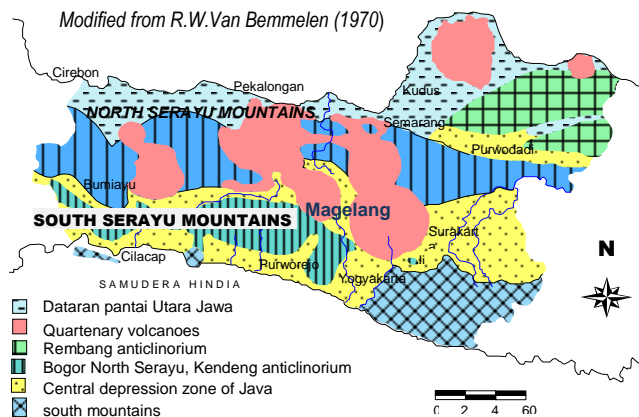 Modified from R.W.Van Bemmelen (1970)
Cirebon
Pekalongan
Kudus
NORTH SERAYU MOUNTAINS
Semarang
Purwodadi
Bumiayu
SOUTH SERAYU MOUNTAINS
Magelang
Surakart
a
Cilacap
Purworejo
Yogyakarta
N
SAMUDERA HINDIA
Dataran pantai Utara Jawa
Quartenary volcanoes
Rembang anticlinorium
Bogor North Serayu, Kendeng anticlinorium
Central depression zone of Java
south mountains
0 2 4 60